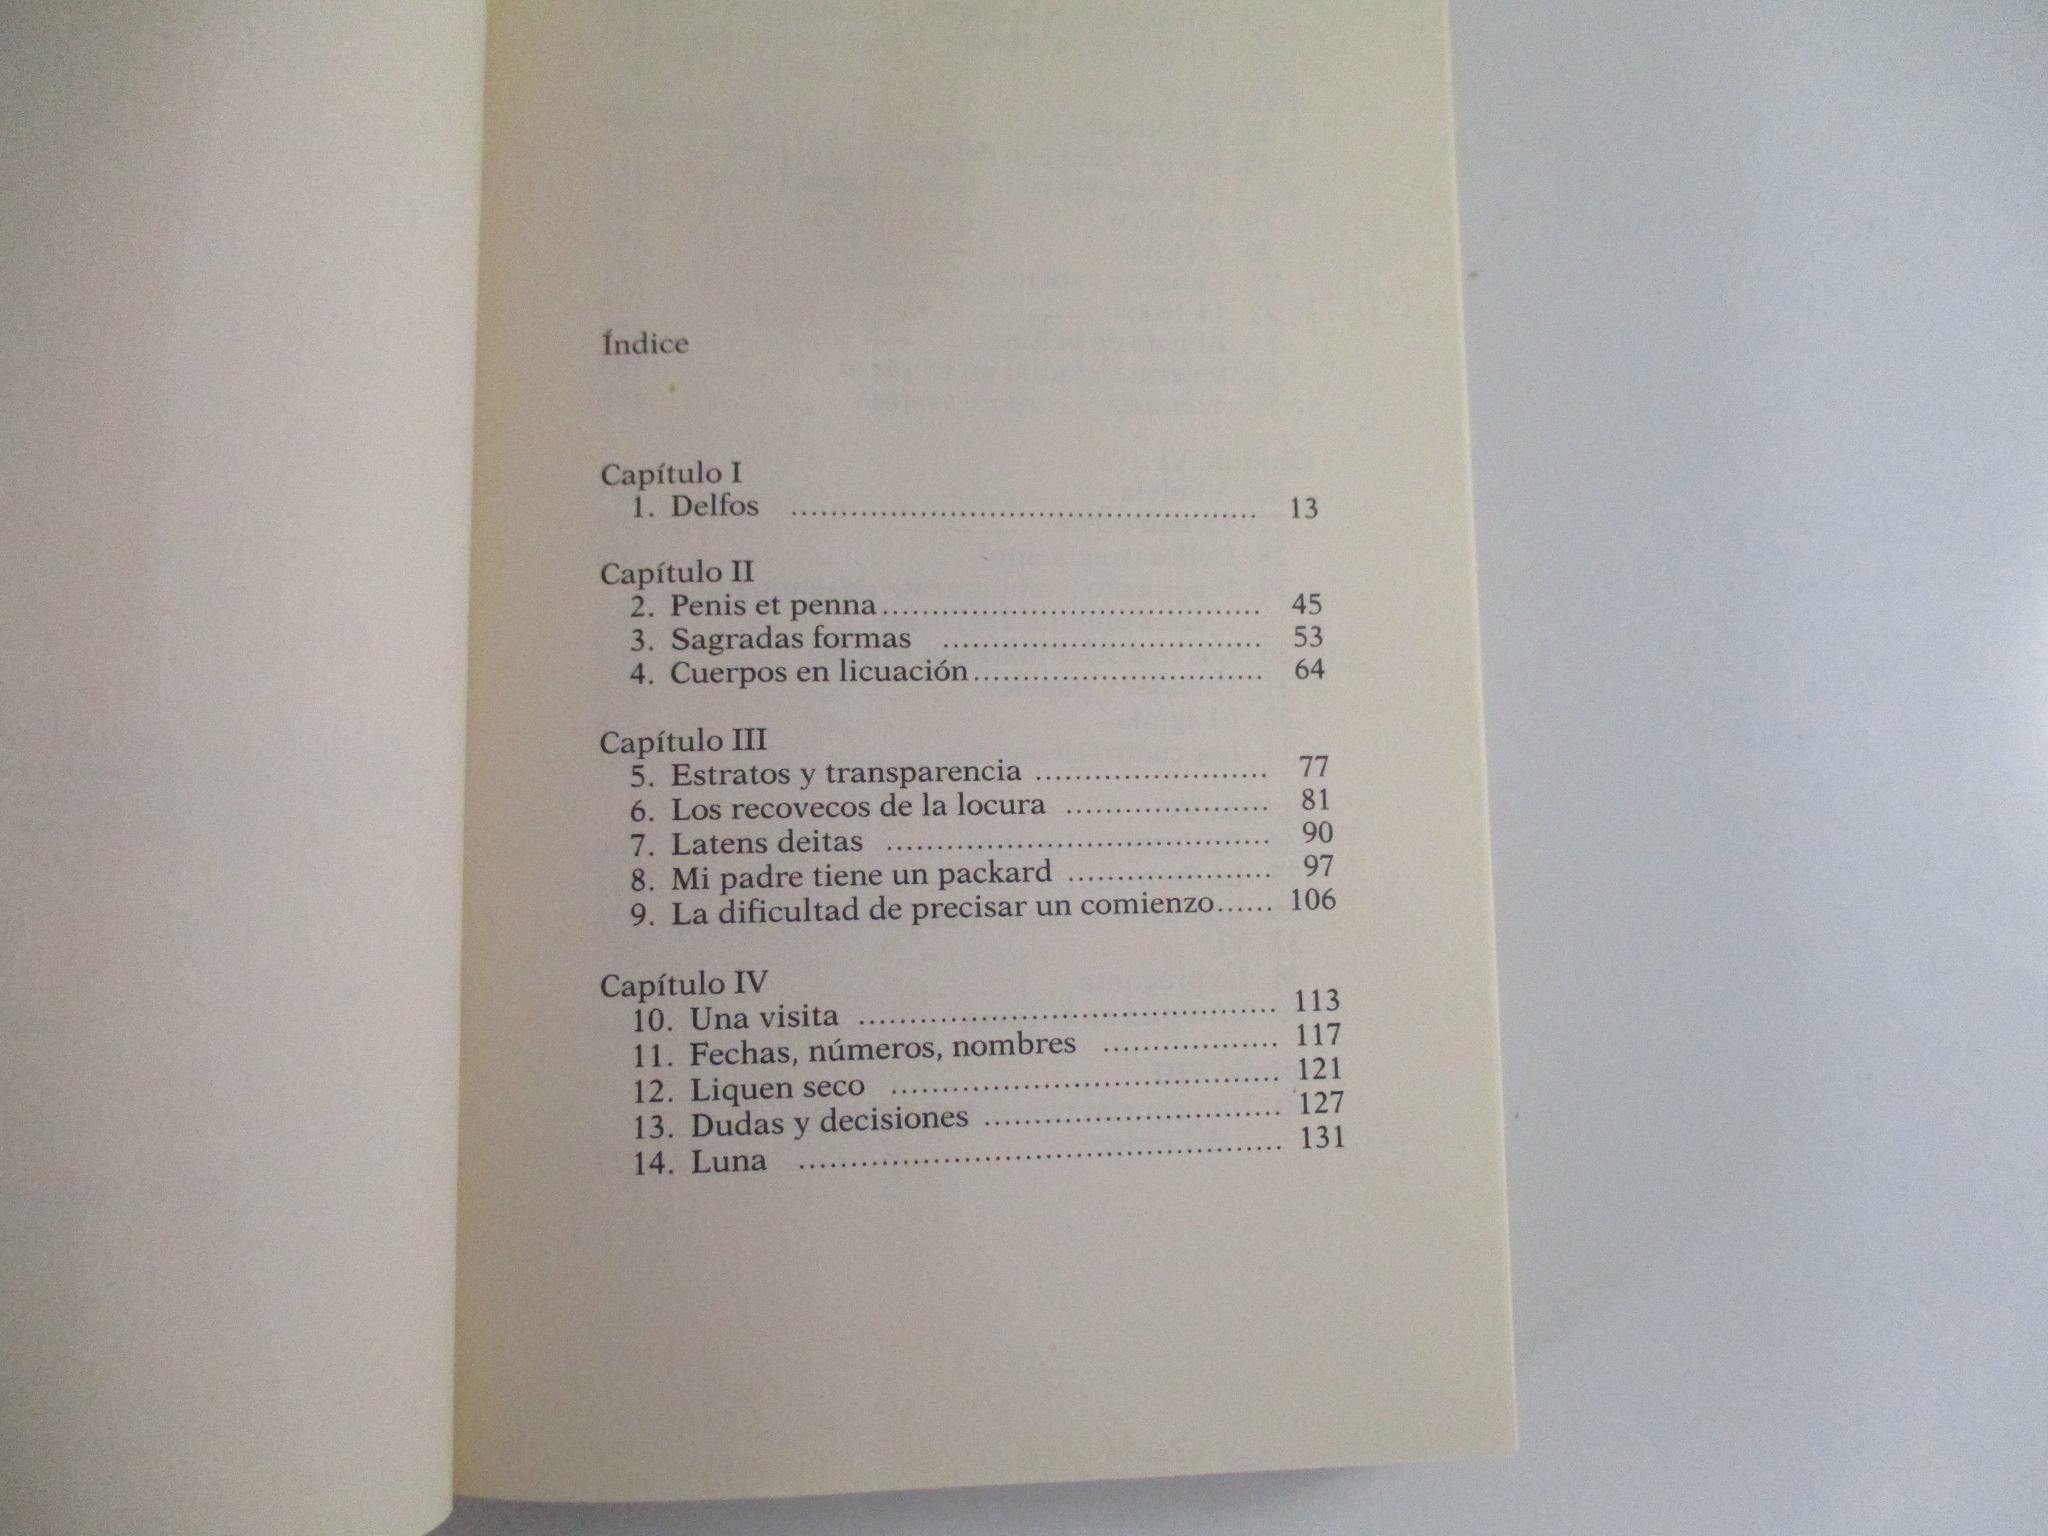 Índice
Capítulo I
1. Delfos .................................................. 13
Capítulo II
2. Penis et penna...................................... 45
3. Sagradas formas ................................ 53
4. Cuerpos en licuación............................. 64
Capítulo III
5. Estratos y transparencia ....................... 77
6. Los recovecos de la locura .................... 81
7. Latens deitas ...................................... 90
8. Mi padre tiene un packard .................... 97
9. La dificultad de precisar un comienzo...... 106
Capítulo IV
10. Una visita .......................................... 113
11. Fechas, números, nombres .................. 117
12. Liquen seco ....................................... 121
13. Dudas y decisiones ............................. 127
14. Luna ................................................ 131